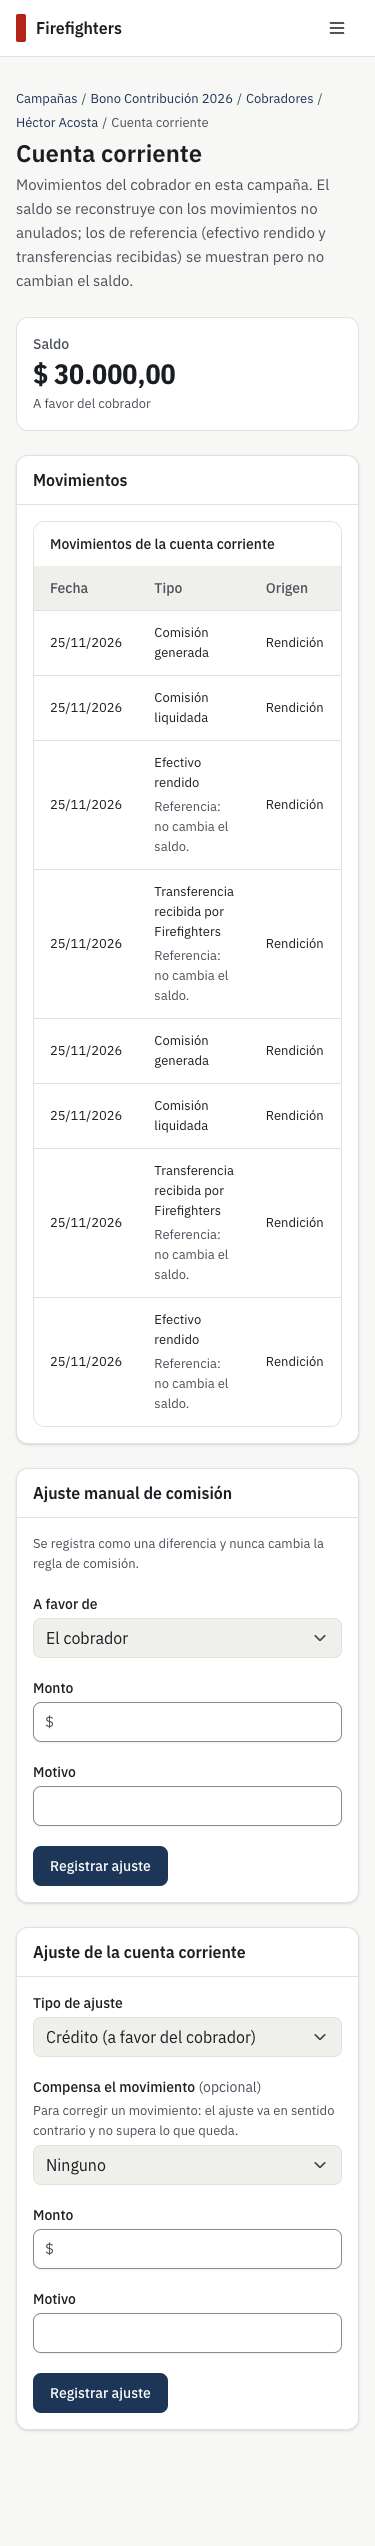 Firefighters
Campañas / Bono Contribución 2026 / Cobradores /
Héctor Acosta / Cuenta corriente
Cuenta corriente
Movimientos del cobrador en esta campaña. El
saldo se reconstruye con los movimientos no
anulados; los de referencia (efectivo rendido y
transferencias recibidas) se muestran pero no
cambian el saldo.
Saldo
$ 30.000,00
A favor del cobrador
Movimientos
Movimientos de la cuenta corriente
Fecha Tipo Origen
25/11/2026 Comisión generada Rendición
25/11/2026 Comisión liquidada Rendición
25/11/2026 Efectivo rendido Referencia: no cambia el saldo. Rendición
25/11/2026 Transferencia recibida por Firefighters Referencia: no cambia el saldo. Rendición
25/11/2026 Comisión generada Rendición
25/11/2026 Comisión liquidada Rendición
25/11/2026 Transferencia recibida por Firefighters Referencia: no cambia el saldo. Rendición
25/11/2026 Efectivo rendido Referencia: no cambia el saldo. Rendición
Ajuste manual de comisión
Se registra como una diferencia y nunca cambia la
regla de comisión.
A favor de
El cobrador
Monto
$
Motivo
Registrar ajuste
Ajuste de la cuenta corriente
Tipo de ajuste
Crédito (a favor del cobrador)
Compensa el movimiento (opcional)
Para corregir un movimiento: el ajuste va en sentido
contrario y no supera lo que queda.
Ninguno
Monto
$
Motivo
Registrar ajuste